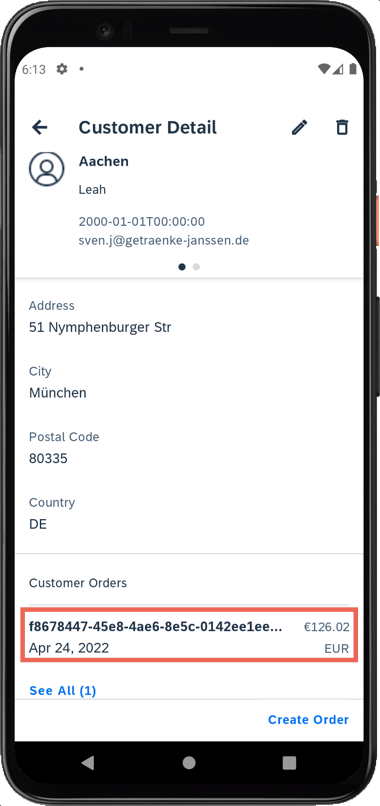 6:13
Customer Detail
Aachen
Leah
2000-01-01T00:00:00
sven.j@getraenke-janssen.de
Address
51 Nymphenburger Str
City
München
Postal Code
80335
Country
DE
Customer Orders
f8678447-45e8-4ae6-8e5c-0142ee1ee... €126.02
Apr 24, 2022 EUR
See All (1)
Create Order